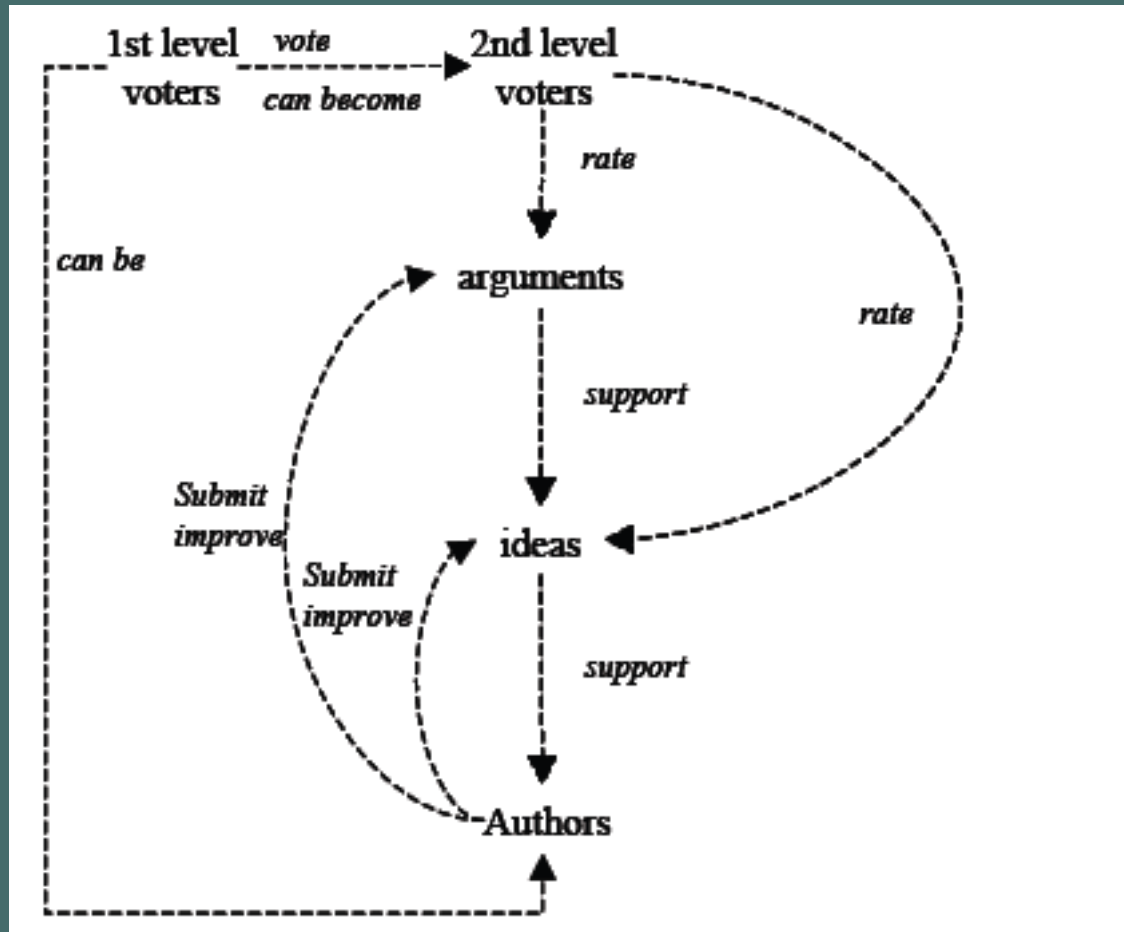 1st level
voters
vote
can become
2nd level
voters
rate
can be
arguments
rate
support
Submit
improve
ideas
Submit
improve
support
Authors